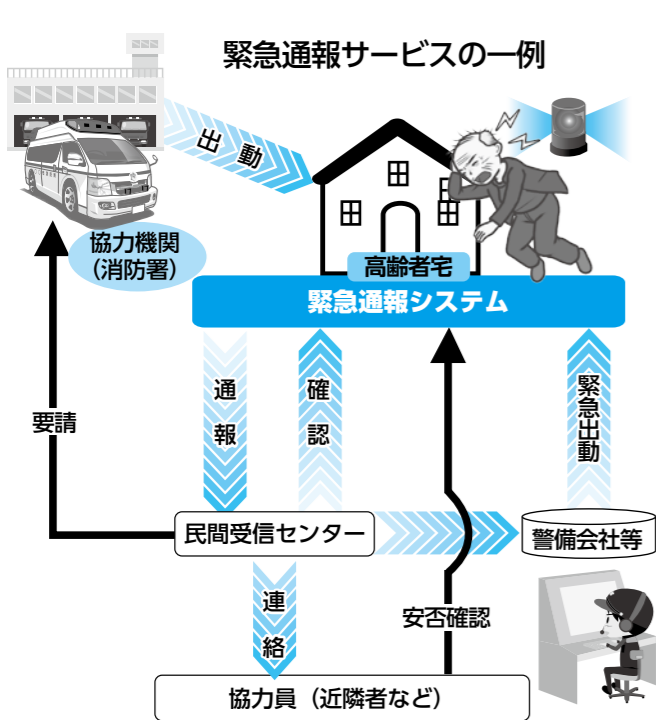 緊急通報サービスの一例
出動
協力機関
(消防署)
高齢者宅
緊急通報システム
通報
確認
緊急出動
要請
民間受信センター
警備会社等
連絡
安否確認
協力員(近隣者など)